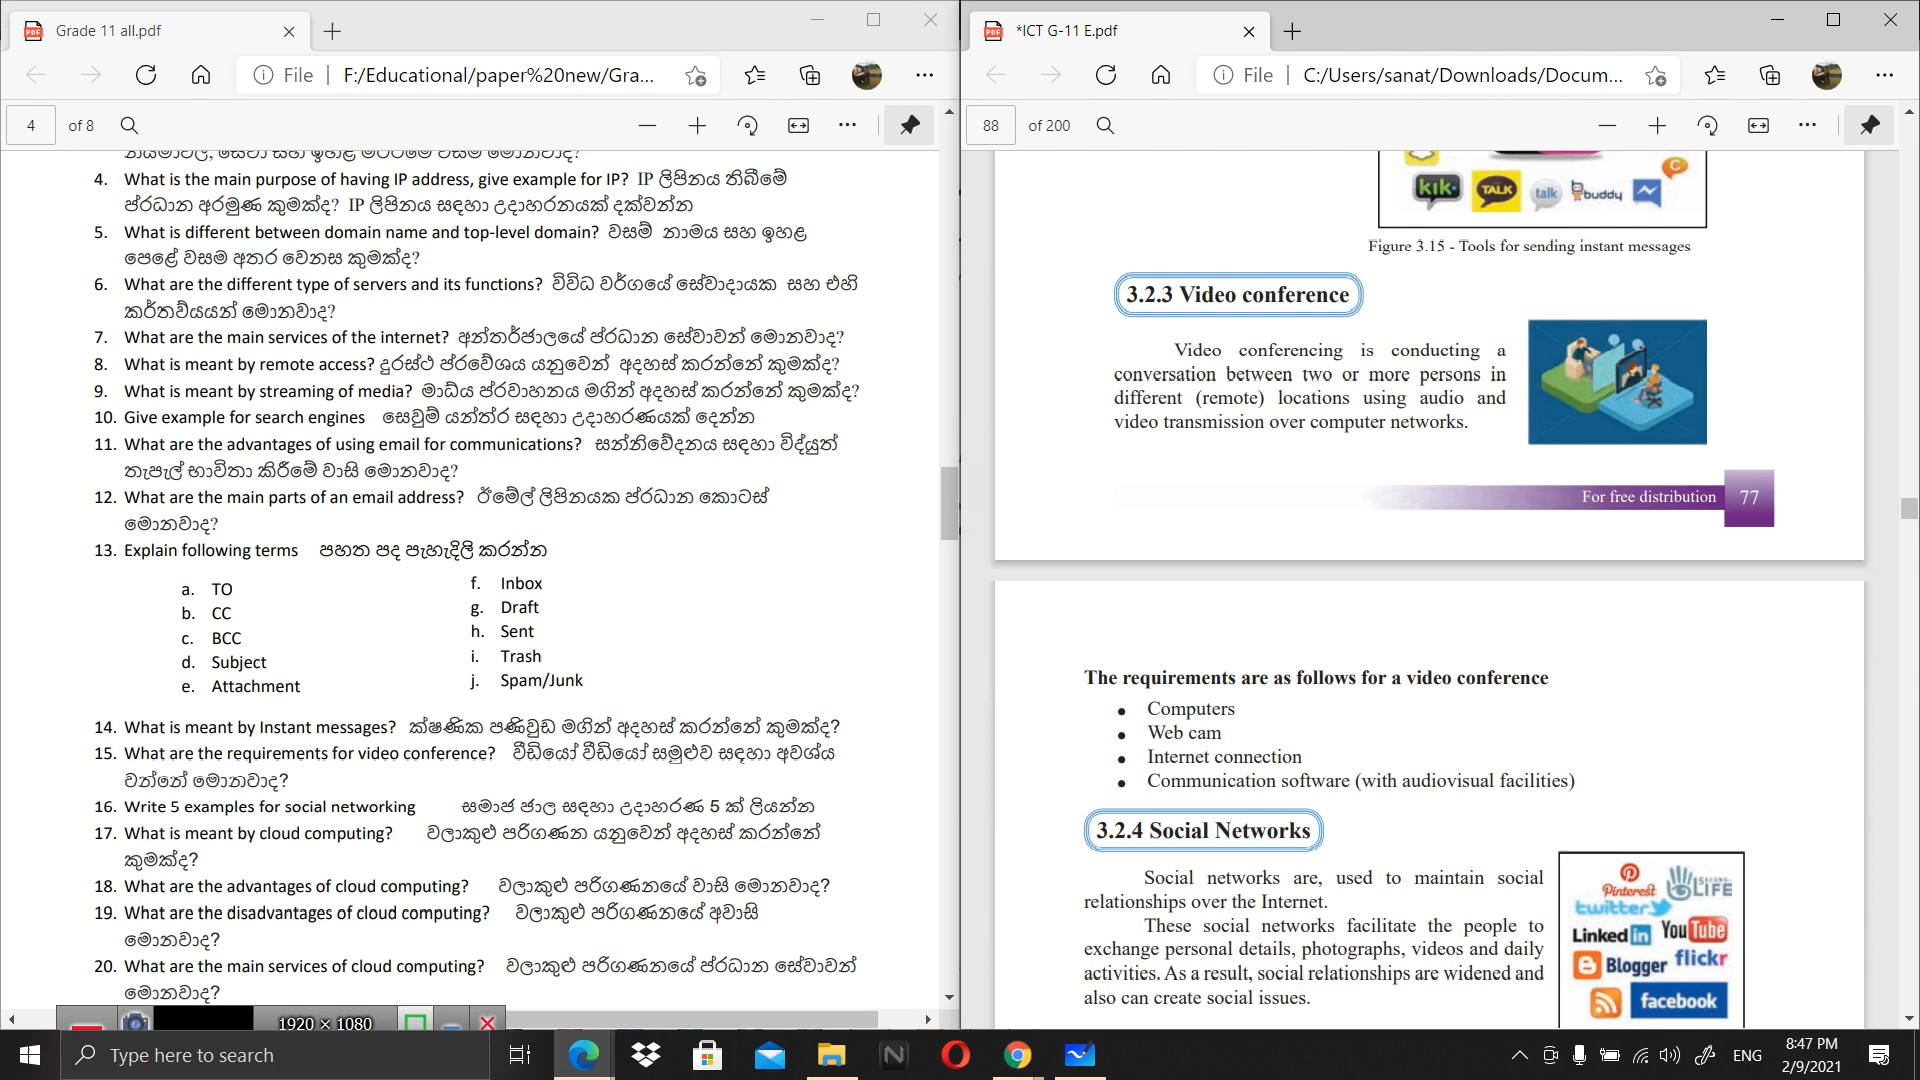 Grade 11 all.pdf
File F:/Educational/paper%20new/Gra...
4 of 8
4. What is the main purpose of having IP address, give example for IP? IP ලිපිනය තිබීමේ
ප්රධාන අරමුණ කුමක්ද? IP ලිපිනය සඳහා උදාහරනයක් දක්වන්න
5. What is different between domain name and top-level domain? වසම් නාමය සහ ඉහළ
පෙළේ වසම අතර වෙනස කුමක්ද?
6. What are the different type of servers and its functions? විවිධ වර්ගයේ සේවාදායක සහ එහි
කර්තව්යයන් මොනවාද?
7. What are the main services of the internet? අන්තර්ජාලයේ ප්රධාන සේවාවන් මොනවාද?
8. What is meant by remote access? දුරස්ථ ප්රවේශය යනුවෙන් අදහස් කරන්නේ කුමක්ද?
9. What is meant by streaming of media? මාධ්ය ප්රවාහනය මගින් අදහස් කරන්නේ කුමක්ද?
10. Give example for search engines සෙවුම් යන්ත්ර සඳහා උදාහරණයක් දෙන්න
11. What are the advantages of using email for communications? සන්නිවේදනය සඳහා විද්යුත්
තැපැල් භාවිතා කිරීමේ වාසි මොනවාද?
12. What are the main parts of an email address? ඊමේල් ලිපිනයක ප්රධාන කොටස්
මොනවාද?
13. Explain following terms පහත පද පැහැදිලි කරන්න
a. TO
b. CC
c. BCC
d. Subject
e. Attachment
f. Inbox
g. Draft
h. Sent
i. Trash
j. Spam/Junk
14. What is meant by Instant messages? ක්ෂණික පණිවුඩ මගින් අදහස් කරන්නේ කුමක්ද?
15. What are the requirements for video conference? වීඩියෝ වීඩියෝ සමුළුව සඳහා අවශ්ය
වන්නේ මොනවාද?
16. Write 5 examples for social networking සමාජ ජාල සඳහා උදාහරණ 5 ක් ලියන්න
17. What is meant by cloud computing? වලාකුළු පරිගණන යනුවෙන් අදහස් කරන්නේ
කුමක්ද?
18. What are the advantages of cloud computing? වලාකුළු පරිගණනයේ වාසි මොනවාද?
19. What are the disadvantages of cloud computing? වලාකුළු පරිගණනයේ අවාසි
මොනවාද?
20. What are the main services of cloud computing? වලාකුළු පරිගණනයේ ප්රධාන සේවාවන්
මොනවාද?
1920 × 1080
*ICT G-11 E.pdf
File C:/Users/sanat/Downloads/Docum...
88 of 200
kik· TALK talk buddy
Figure 3.15 - Tools for sending instant messages
3.2.3 Video conference
Video conferencing is conducting a
conversation between two or more persons in
different (remote) locations using audio and
video transmission over computer networks.
For free distribution 77
The requirements are as follows for a video conference
• Computers
• Web cam
• Internet connection
• Communication software (with audiovisual facilities)
3.2.4 Social Networks
Social networks are, used to maintain social
relationships over the Internet.
These social networks facilitate the people to
exchange personal details, photographs, videos and daily
activities. As a result, social relationships are widened and
also can create social issues.
Pinterest SECOND LIFE
twitter
Linked in YouTube
Blogger flickr
facebook
Type here to search
ENG
8:47 PM
2/9/2021